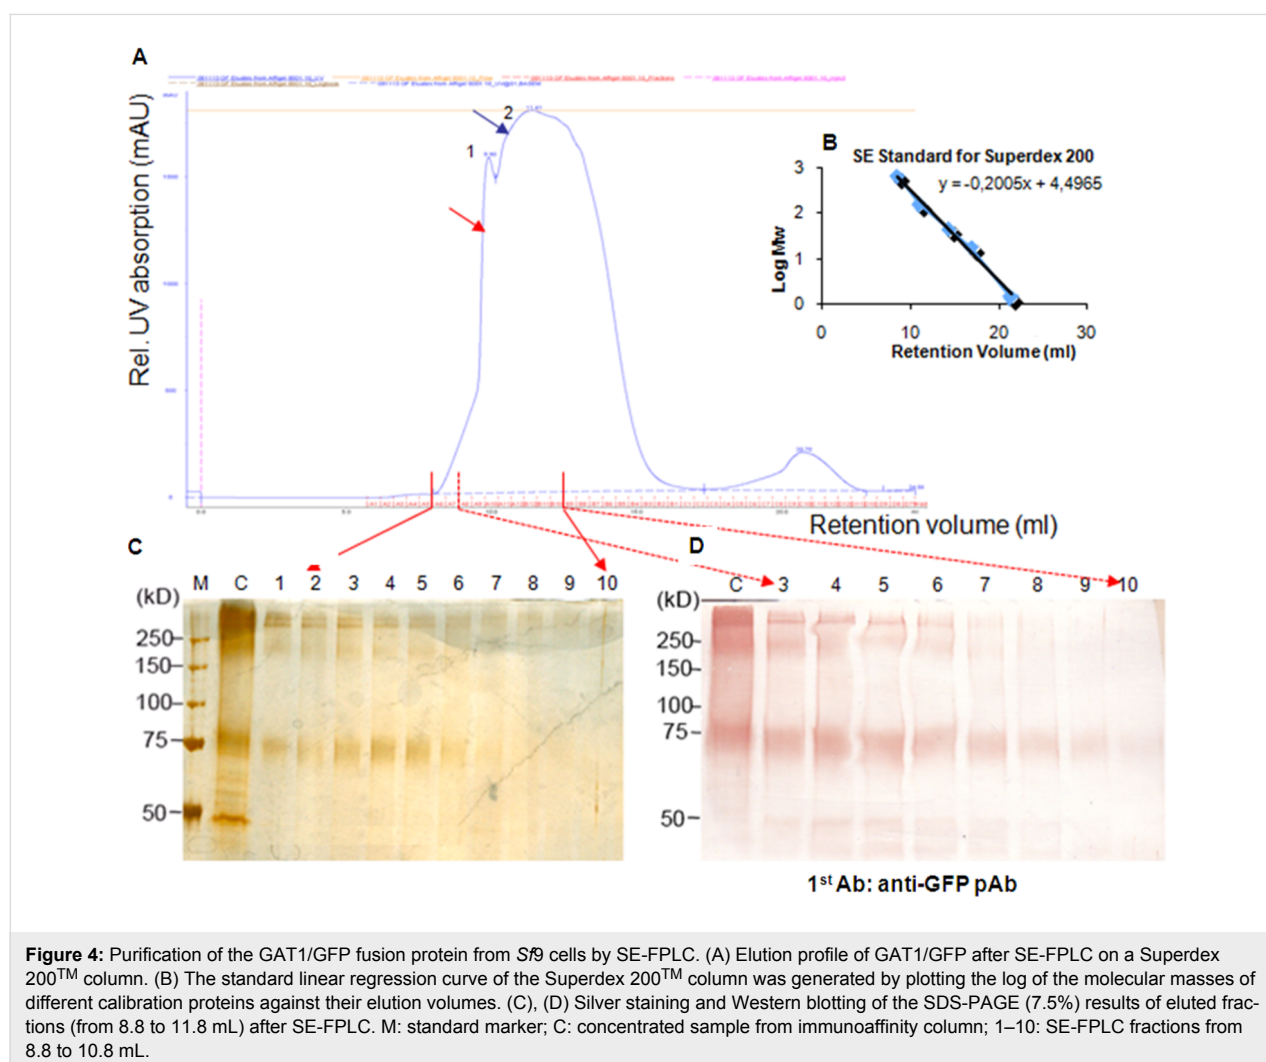 A
Rel. UV absorption (mAU)
1
2
Retention volume (ml)
B
SE Standard for Superdex 200
y = -0,2005x + 4,4965
Log Mw
3
2
1
0
0 10 20 30
Retention Volume (ml)
C
M C 1 2 3 4 5 6 7 8 9 10
(kD)
250
150
100
75
50
D
C 3 4 5 6 7 8 9 10
(kD)
250
150
100
75
50
1st Ab: anti-GFP pAb
Figure 4: Purification of the GAT1/GFP fusion protein from Sf9 cells by SE-FPLC. (A) Elution profile of GAT1/GFP after SE-FPLC on a Superdex
200TM column. (B) The standard linear regression curve of the Superdex 200TM column was generated by plotting the log of the molecular masses of
different calibration proteins against their elution volumes. (C), (D) Silver staining and Western blotting of the SDS-PAGE (7.5%) results of eluted frac-
tions (from 8.8 to 11.8 mL) after SE-FPLC. M: standard marker; C: concentrated sample from immunoaffinity column; 1–10: SE-FPLC fractions from
8.8 to 10.8 mL.